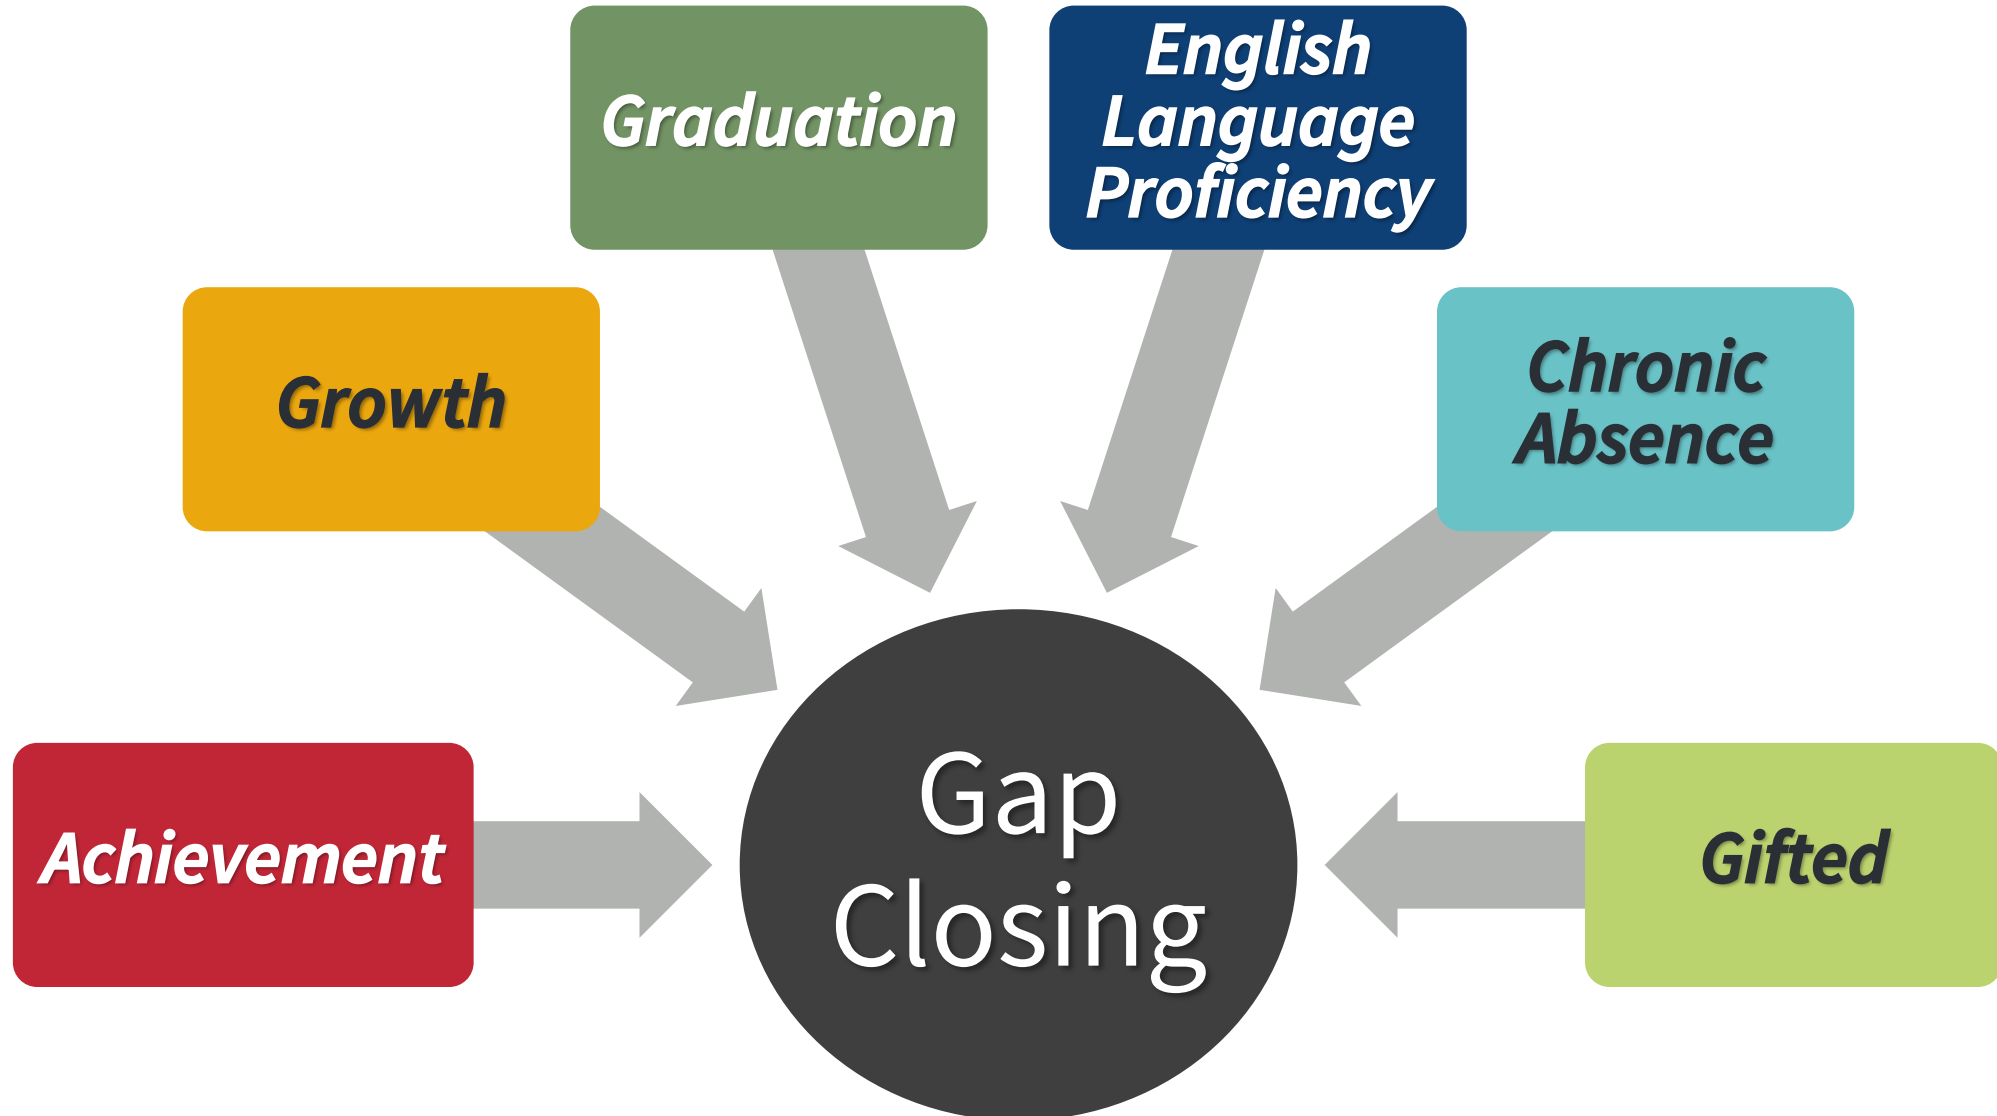 Graduation
English
Language
Proficiency
Growth
Chronic
Absence
Achievement
Gap
Closing
Gifted